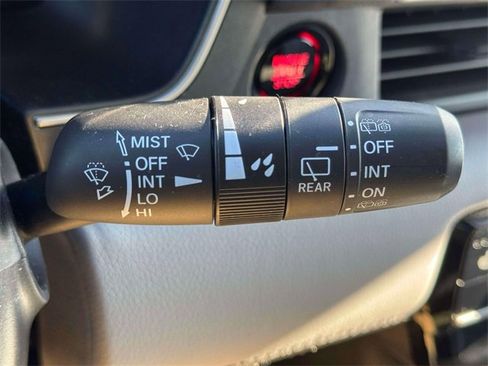 MIST
OFF
INT
LO
HI
REAR
OFF
INT
ON